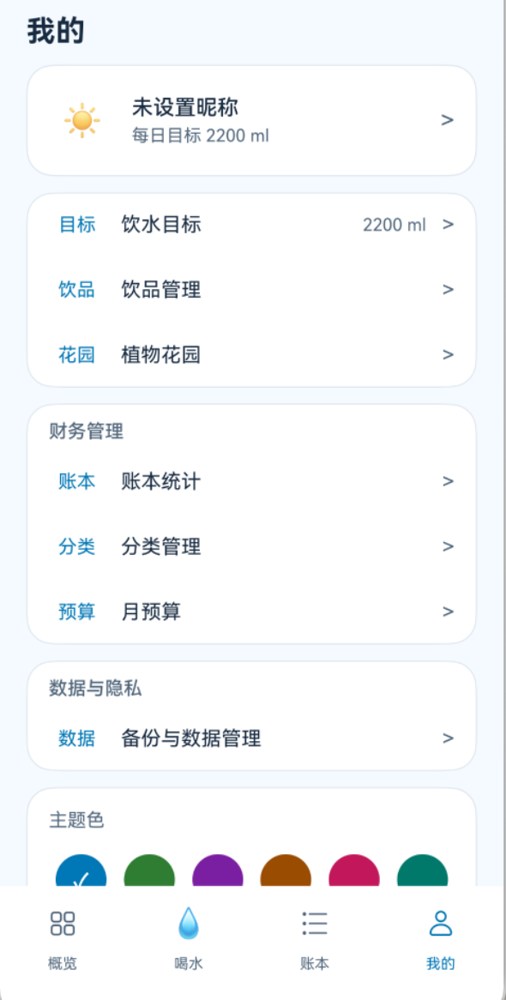 我的
未设置昵称
每日目标 2200 ml
>
目标 饮水目标 2200 ml >
饮品 饮品管理 >
花园 植物花园 >
财务管理
账本 账本统计 >
分类 分类管理 >
预算 月预算 >
数据与隐私
数据 备份与数据管理 >
主题色
概览 喝水 账本 我的